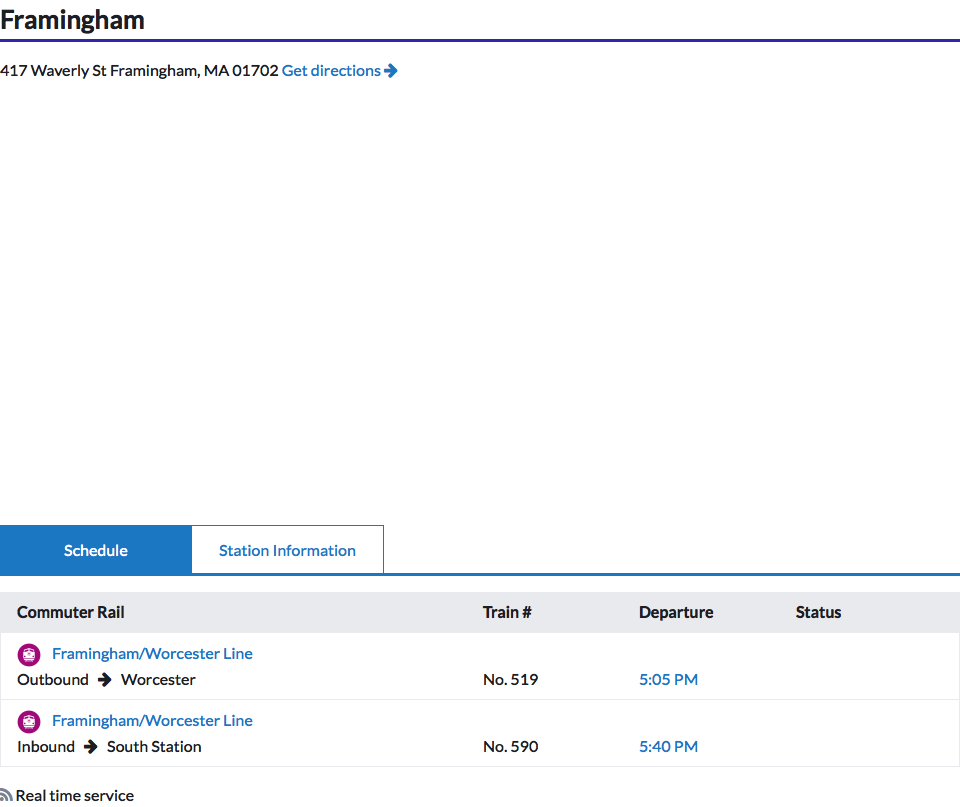 Framingham
417 Waverly St Framingham, MA 01702 Get directions
Schedule
Station Information
Commuter Rail Train # Departure Status
Framingham/Worcester Line
Outbound Worcester No. 519 5:05 PM
Framingham/Worcester Line
Inbound South Station No. 590 5:40 PM
Real time service